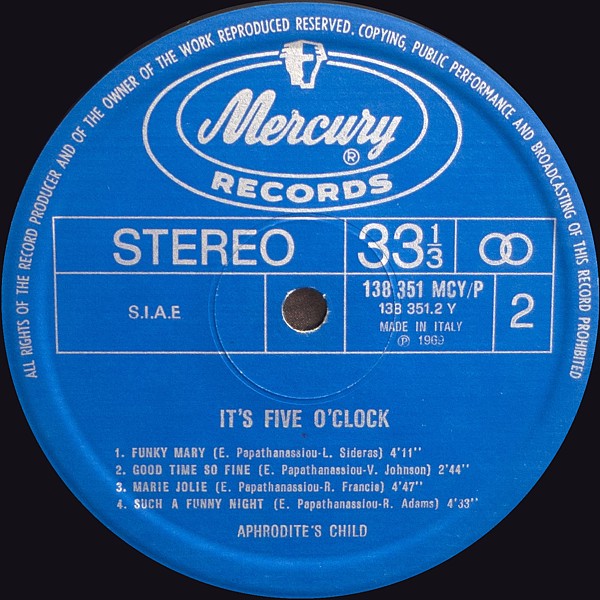 ALL RIGHTS OF THE RECORD PRODUCER AND OF THE OWNER OF THE WORK REPRODUCED RESERVED. COPYING, PUBLIC PERFORMANCE AND BROADCASTING OF THIS RECORD PROHIBITED
Mercury ®
RECORDS
STEREO
33 1/3
S.I.A.E
138 351 MCY/P
138 351.2 Y
MADE IN ITALY
℗ 1969
2
IT'S FIVE O'CLOCK
1. FUNKY MARY (E. Papathanassiou-L. Sideras) 4'11''
2. GOOD TIME SO FINE (E. Papathanassiou-V. Johnson) 2'44''
3. MARIE JOLIE (E. Papathanassiou-R. Francis) 4'47''
4. SUCH A FUNNY NIGHT (E. Papathanassiou-R. Adams) 4'33''
APHRODITE'S CHILD